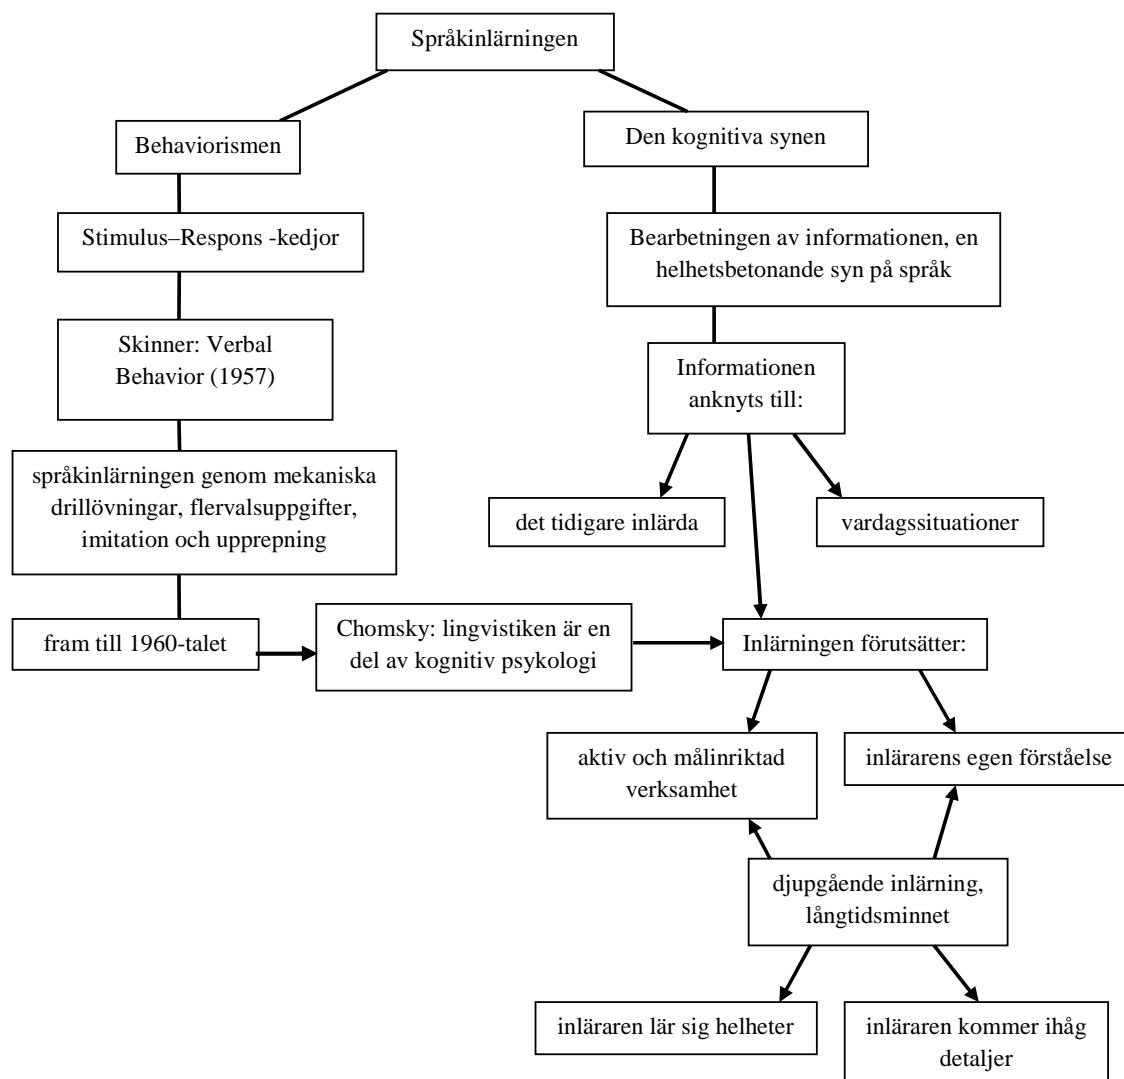 Språkinlärningen
Behaviorismen
Den kognitiva synen
Stimulus–Respons -kedjor
Bearbetningen av informationen, en
helhetsbetonande syn på språk
Skinner: Verbal
Behavior (1957)
Informationen
anknyts till:
språkinlärningen genom mekaniska
drillövningar, flervalsuppgifter,
imitation och upprepning
det tidigare inlärda
vardagssituationer
fram till 1960-talet
Chomsky: lingvistiken är en
del av kognitiv psykologi
Inlärningen förutsätter:
aktiv och målinriktad
verksamhet
inlärarens egen förståelse
djupgående inlärning,
långtidsminnet
inläraren lär sig helheter
inläraren kommer ihåg
detaljer